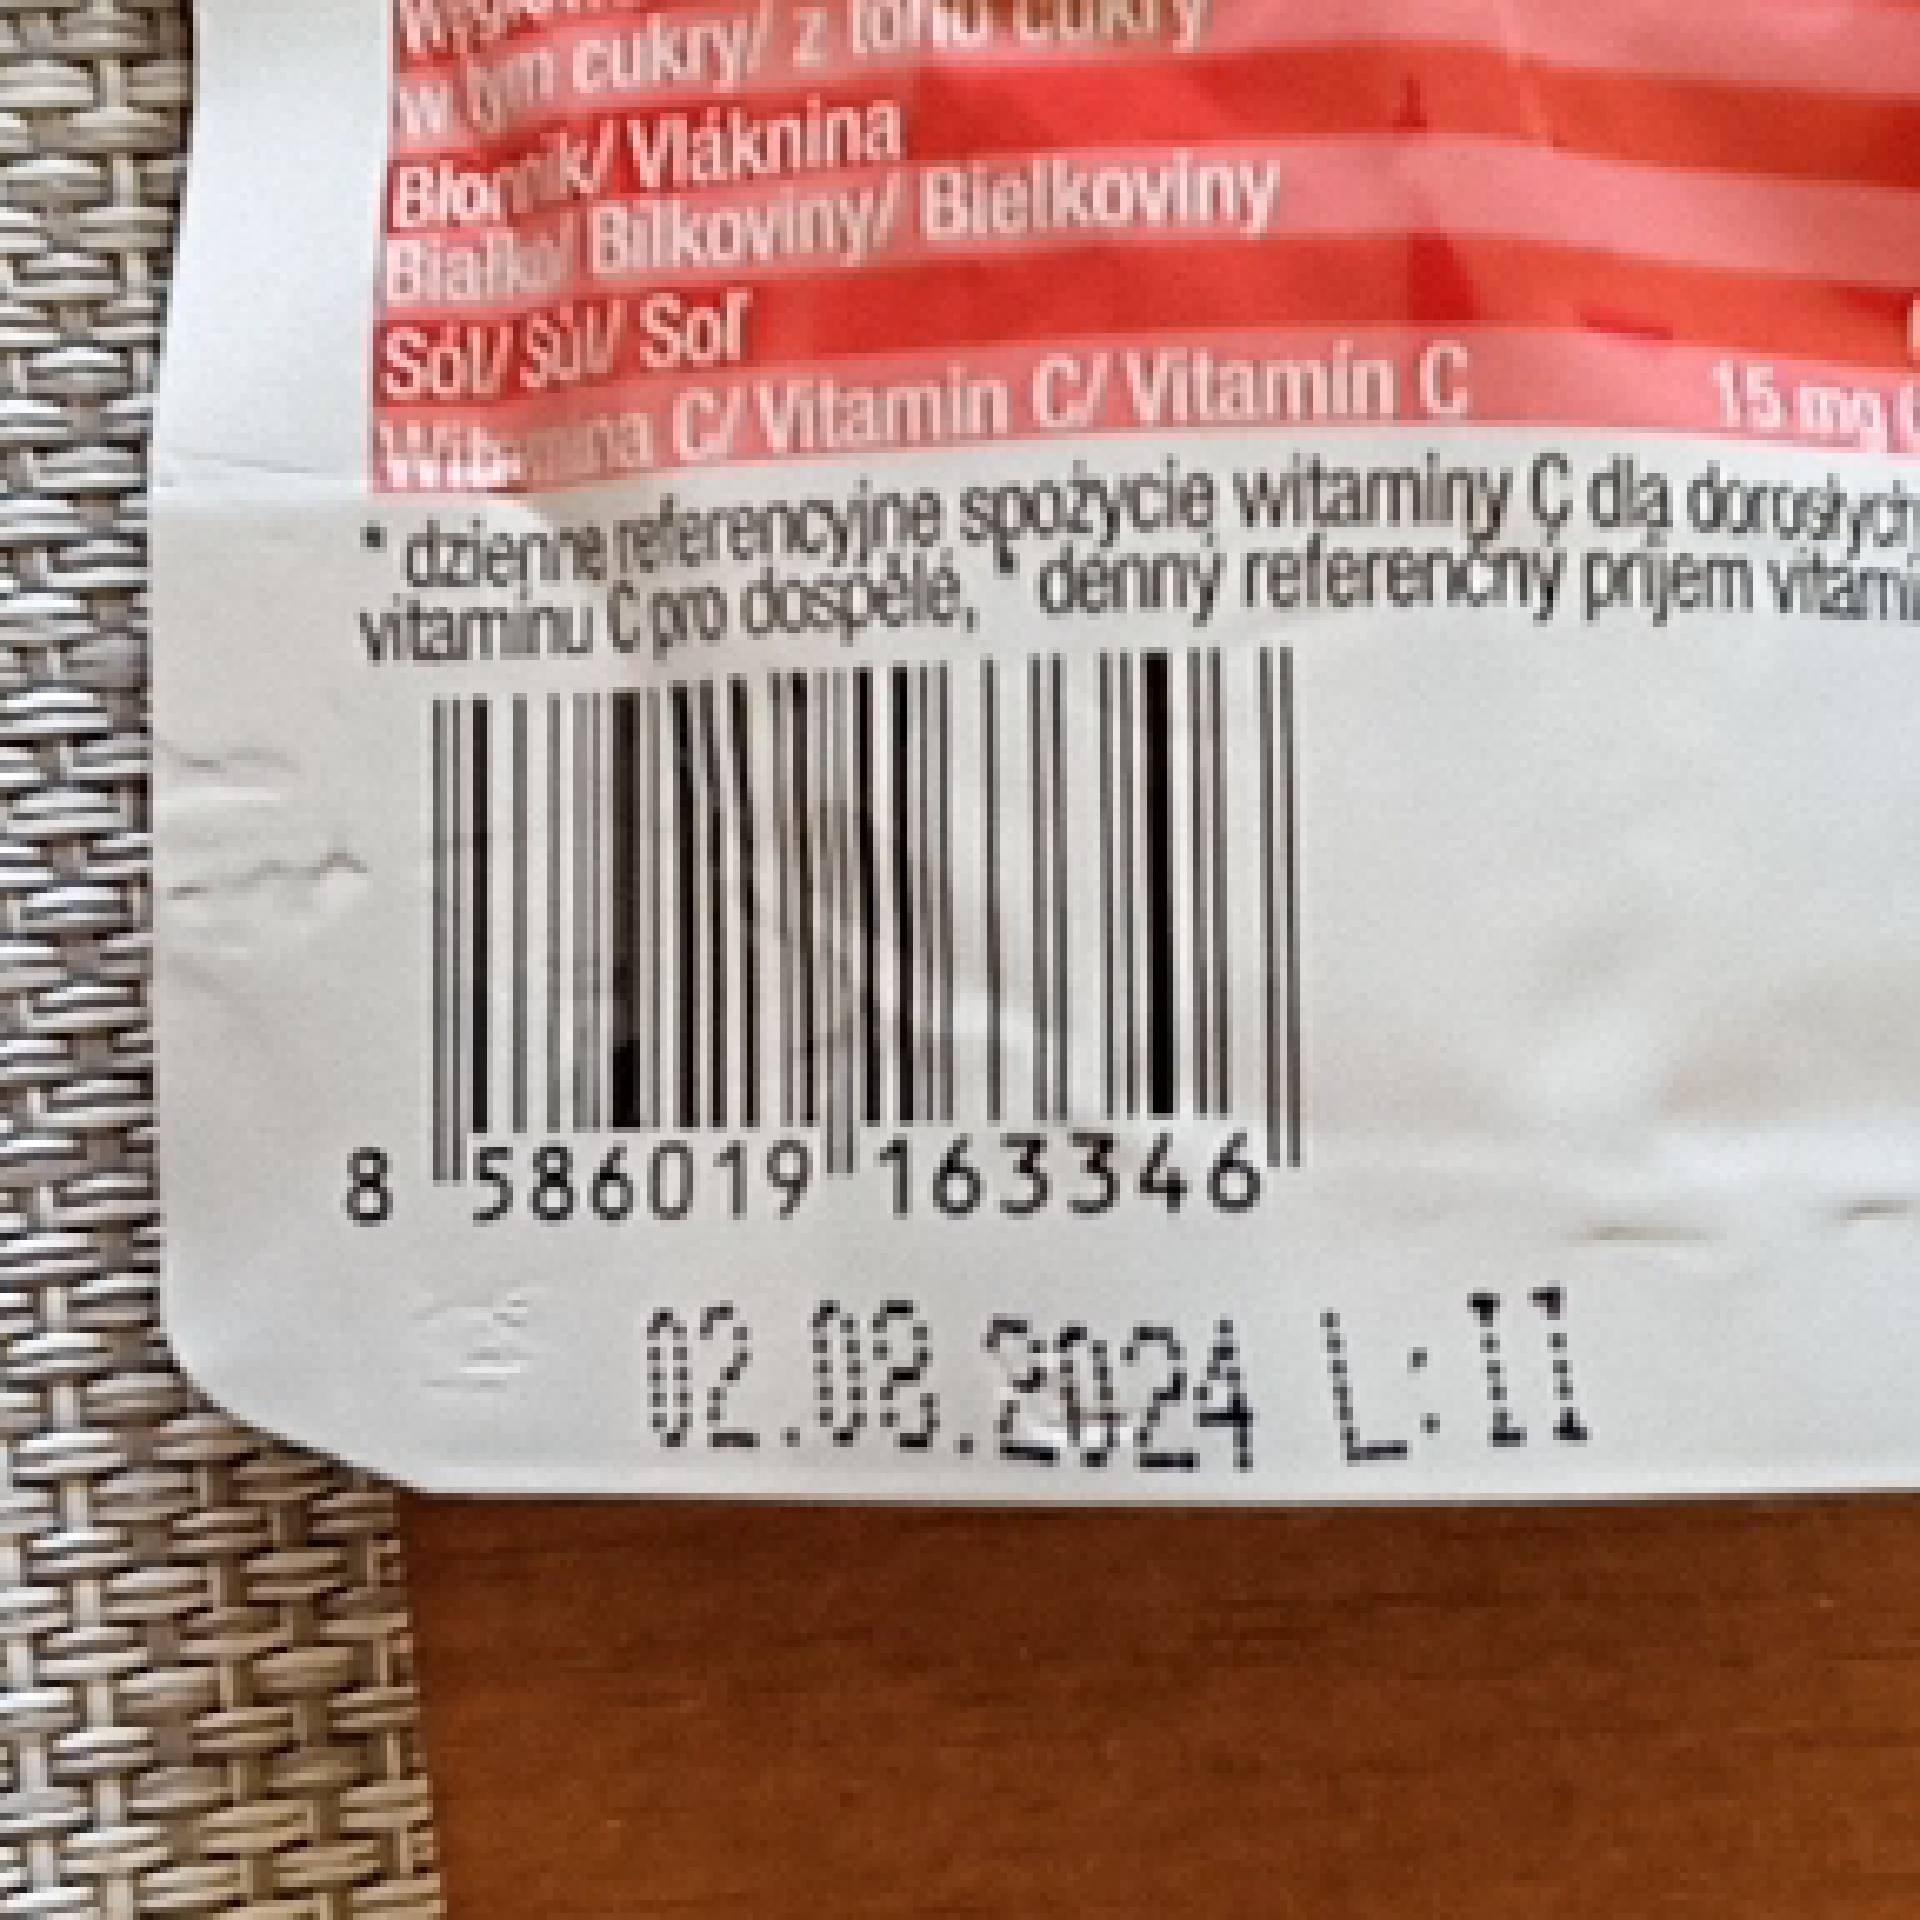 w tym cukry/ z toho cukry
Błonnik/ Vláknina
Białko/ Bílkoviny/ Bielkoviny
Sól/ Sůl/ Soľ
Witamina C/ Vitamin C/ Vitamín C 15 mg (
* dzienne referencyjne spożycie witaminy C dla dorosłych
vitaminu C pro dospělé, * denný referenčný príjem
8 586019 163346
02.08.2024 L:11